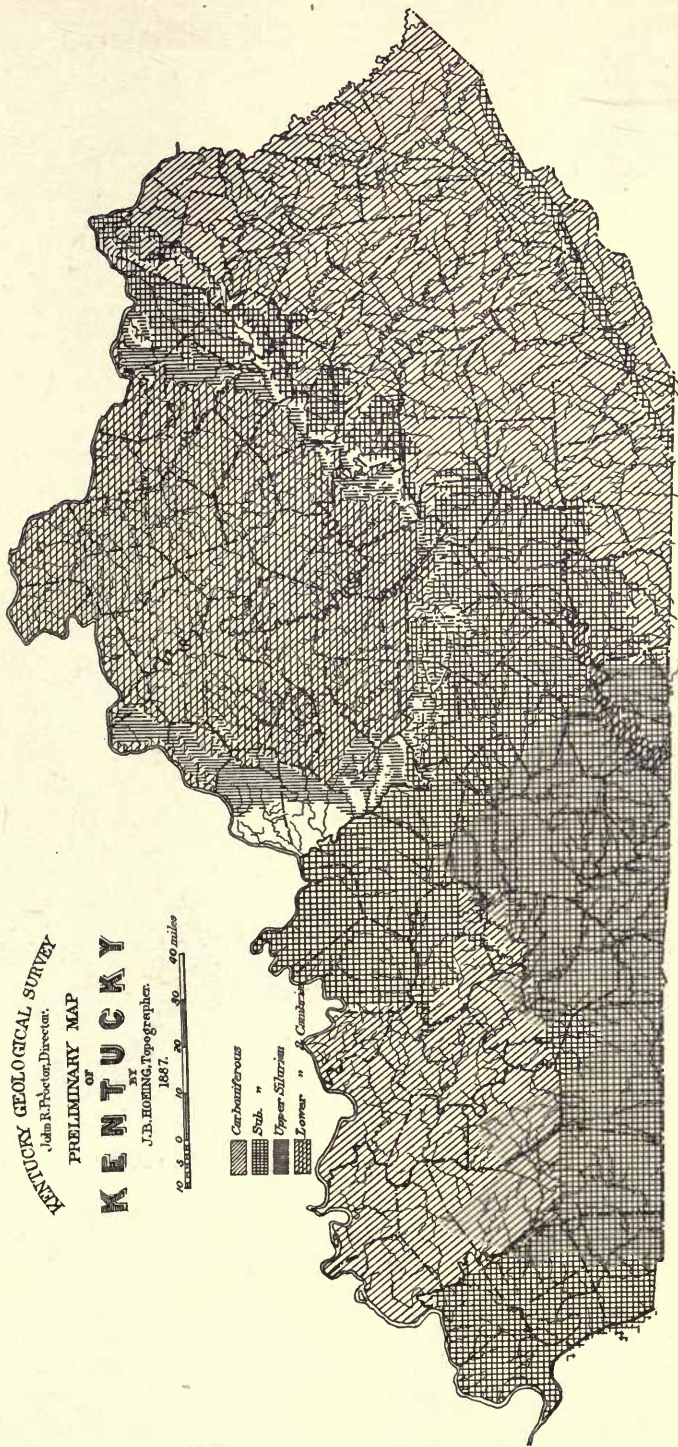 KENTUCKY GEOLOGICAL SURVEY
John R. Procter, Director.
PRELIMINARY MAP
OF
KENTUCKY
BY
J.B. HOEING, Topographer.
1887.
10 5 0 10 20 30 40 miles
Carboniferous
Sub. "
Upper Silurian
Lower " & Cambrian